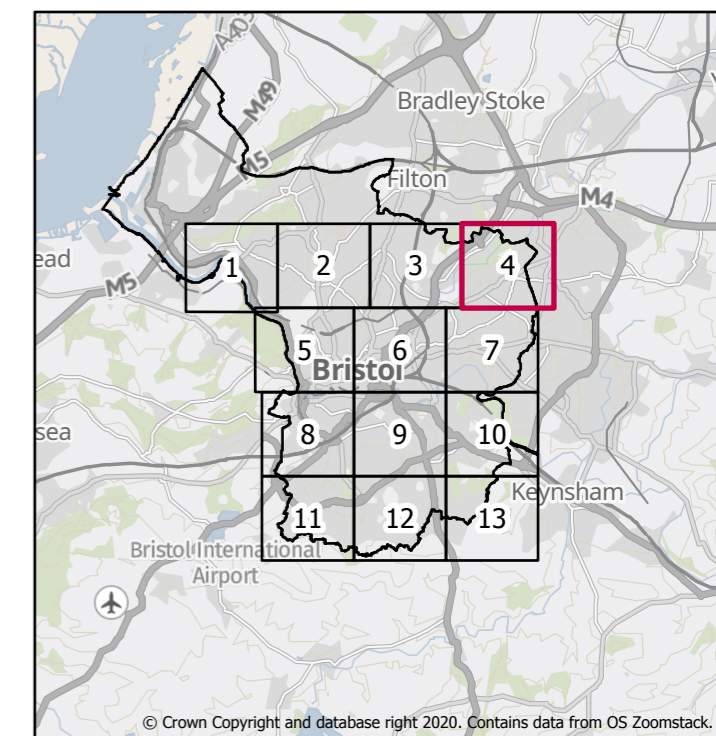 A403
M49
Bradley Stoke
M5
Filton
M4
ead
M5
1
2
3
4
5
6
7
Bristol
sea
8
9
10
Keynsham
11
12
13
Bristol International
Airport
© Crown Copyright and database right 2020. Contains data from OS Zoomstack.